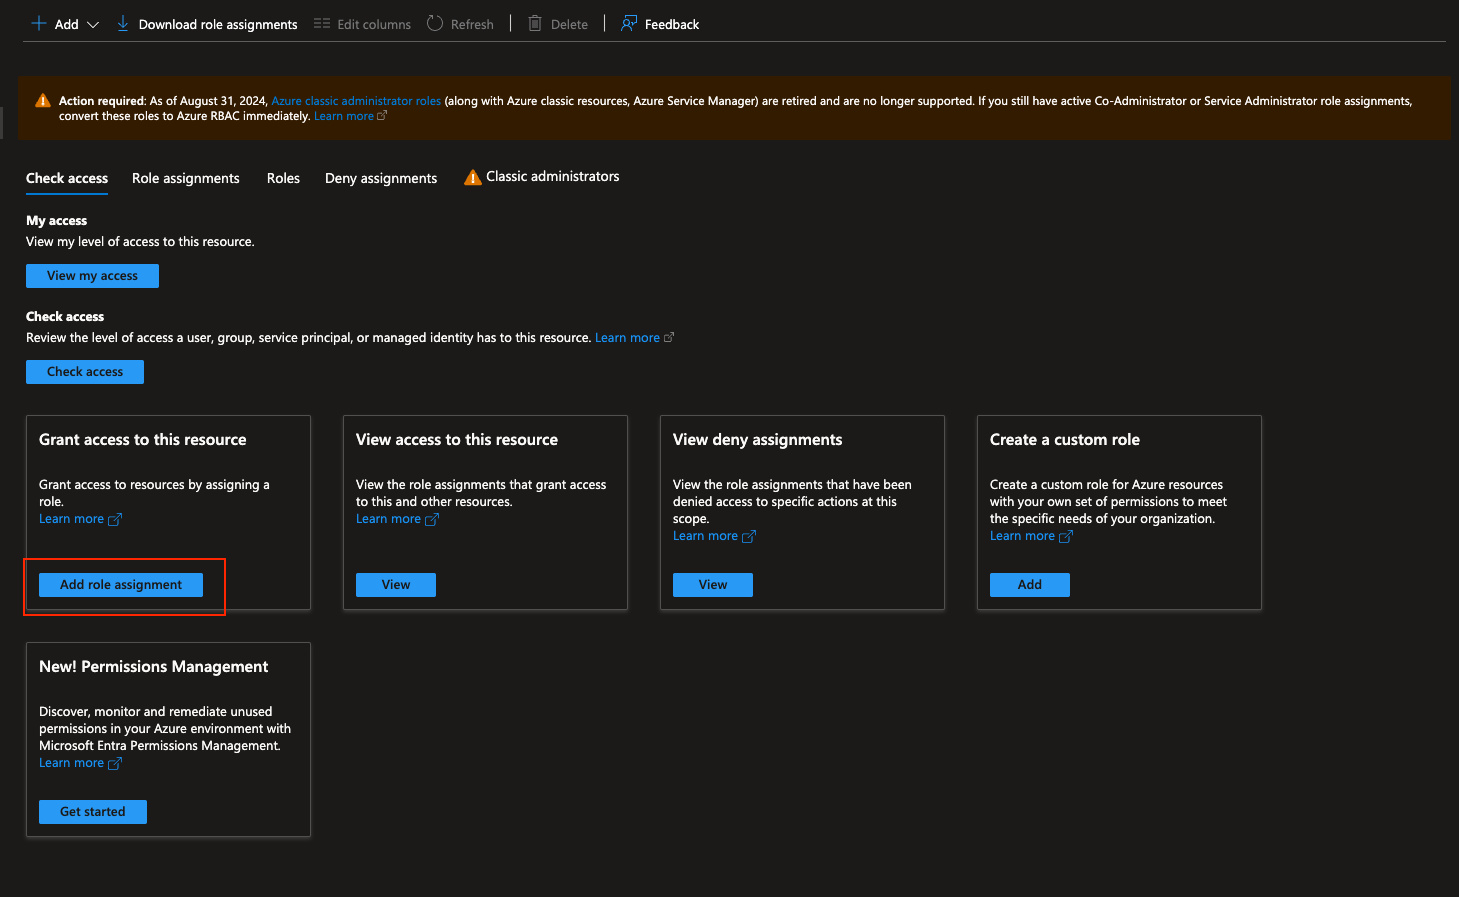 Add
Download role assignments
Edit columns
Refresh
Delete
Feedback
Action required: As of August 31, 2024, Azure classic administrator roles (along with Azure classic resources, Azure Service Manager) are retired and are no longer supported. If you still have active Co-Administrator or Service Administrator role assignments,
convert these roles to Azure RBAC immediately. Learn more
Check access
Role assignments
Roles
Deny assignments
Classic administrators
My access
View my level of access to this resource.
View my access
Check access
Review the level of access a user, group, service principal, or managed identity has to this resource. Learn more
Check access
Grant access to this resource
Grant access to resources by assigning a
role.
Learn more
Add role assignment
View access to this resource
View the role assignments that grant access
to this and other resources.
Learn more
View
View deny assignments
View the role assignments that have been
denied access to specific actions at this
scope.
Learn more
View
Create a custom role
Create a custom role for Azure resources
with your own set of permissions to meet
the specific needs of your organization.
Learn more
Add
New! Permissions Management
Discover, monitor and remediate unused
permissions in your Azure environment with
Microsoft Entra Permissions Management.
Learn more
Get started